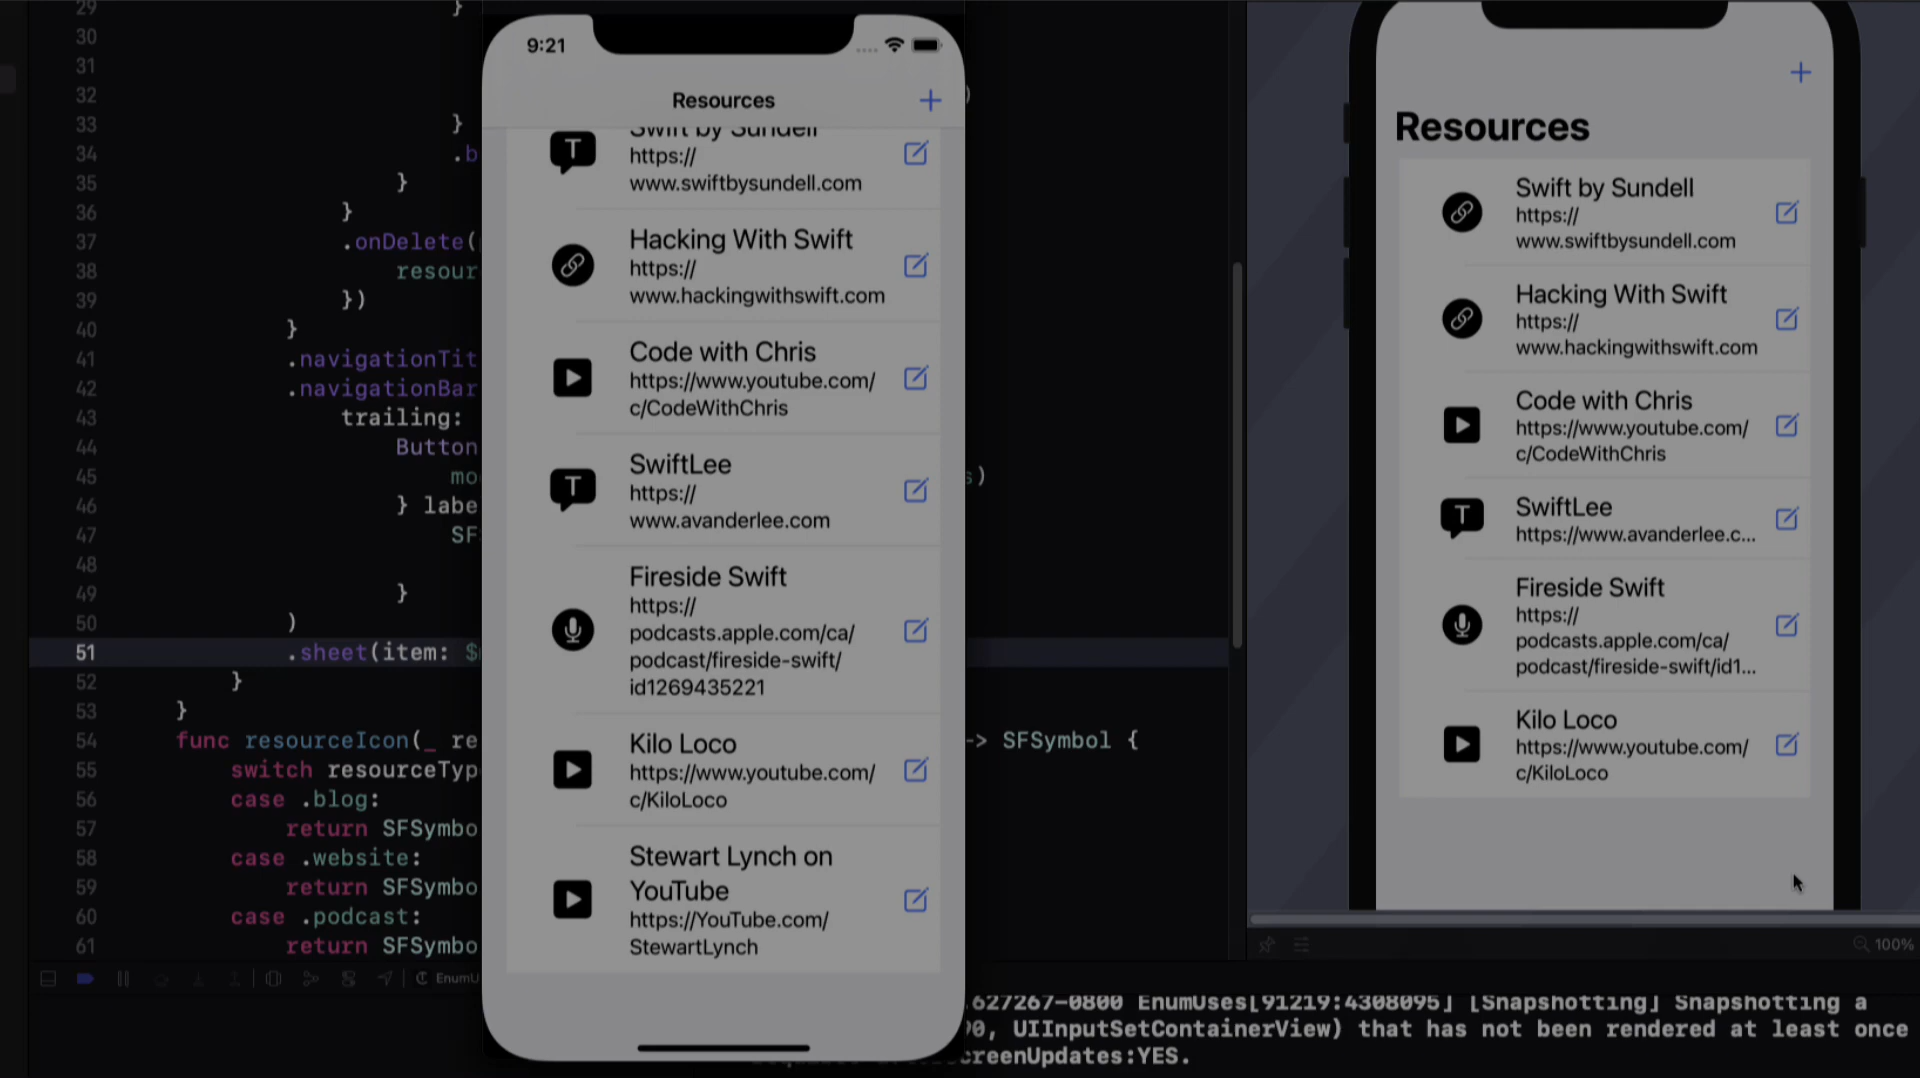 29 }
30
31
32 )
33 }
34 .b
35 }
36 }
37 .onDelete(
38 resour
39 })
40 }
41 .navigationTit
42 .navigationBar
43 trailing:
44 Button
45 mo s)
46 } labe
47 SF
48
49 }
50 )
51 .sheet(item: $
52 }
53 }
54 func resourceIcon(_ re -> SFSymbol {
55 switch resourceTyp
56 case .blog:
57 return SFSymbo
58 case .website:
59 return SFSymbo
60 case .podcast:
61 return SFSymbo
EnumU
9:21
Resources
+
Swift by Sundell
https://
www.swiftbysundell.com
Hacking With Swift
https://
www.hackingwithswift.com
Code with Chris
https://www.youtube.com/
c/CodeWithChris
T
SwiftLee
https://
www.avanderlee.com
Fireside Swift
https://
podcasts.apple.com/ca/
podcast/fireside-swift/
id1269435221
Kilo Loco
https://www.youtube.com/
c/KiloLoco
Stewart Lynch on
YouTube
https://YouTube.com/
StewartLynch
+
Resources
Swift by Sundell
https://
www.swiftbysundell.com
Hacking With Swift
https://
www.hackingwithswift.com
Code with Chris
https://www.youtube.com/
c/CodeWithChris
T
SwiftLee
https://www.avanderlee.c...
Fireside Swift
https://
podcasts.apple.com/ca/
podcast/fireside-swift/id1...
Kilo Loco
https://www.youtube.com/
c/KiloLoco
100%
.627267-0800 EnumUses[91219:4308095] [Snapshotting] Snapshotting a
0, UIInputSetContainerView) that has not been rendered at least once
creenUpdates:YES.